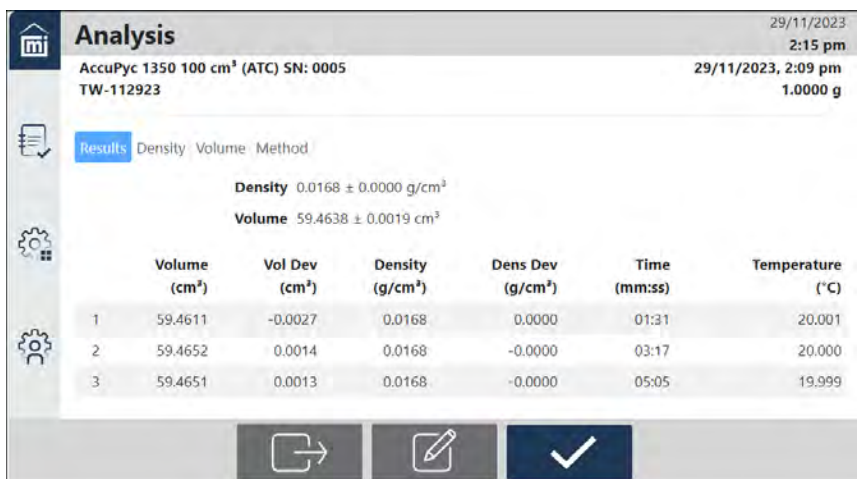 mi
Analysis
29/11/2023
2:15 pm
AccuPyc 1350 100 cm³ (ATC) SN: 0005
29/11/2023, 2:09 pm
TW-112923
1.0000 g
Results Density Volume Method
Density 0.0168 ± 0.0000 g/cm³
Volume 59.4638 ± 0.0019 cm³
Volume Vol Dev Density Dens Dev Time Temperature
(cm³) (cm³) (g/cm³) (g/cm³) (mm:ss) (°C)
1 59.4611 -0.0027 0.0168 0.0000 01:31 20.001
2 59.4652 0.0014 0.0168 -0.0000 03:17 20.000
3 59.4651 0.0013 0.0168 -0.0000 05:05 19.999